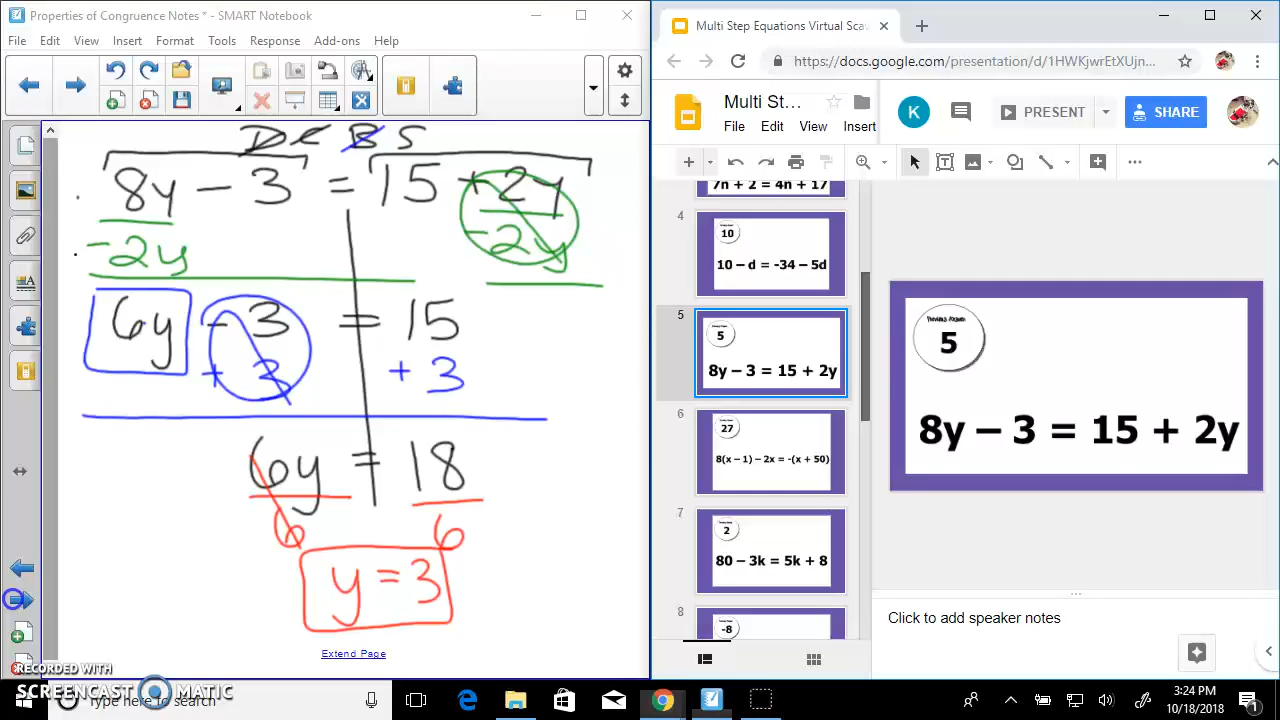 Properties of Congruence Notes * - SMART Notebook
File Edit View Insert Format Tools Response Add-ons Help
D C B S
8y - 3 = 15 + 2y
-2y -2y
6y - 3 = 15
+ 3 + 3
6y = 18
6 6
y = 3
Extend Page
RECORDED WITH
SCREENCAST MATIC
Type here to search
Multi Step Equations Virtual Scav
https://docs.google.com/presentation/d/1HWKjwrEtXUjn...
Multi St...
File Edit View Insert
K
PRESENT
SHARE
7n + 2 = 4n + 17
4
10
10 – d = -34 – 5d
5
5
8y – 3 = 15 + 2y
6
27
8(x – 1) – 2x = -(x + 50)
7
2
80 – 3k = 5k + 8
8
-8
Previous Answer
5
8y – 3 = 15 + 2y
Click to add speaker notes
3:24 PM
10/18/2018
1